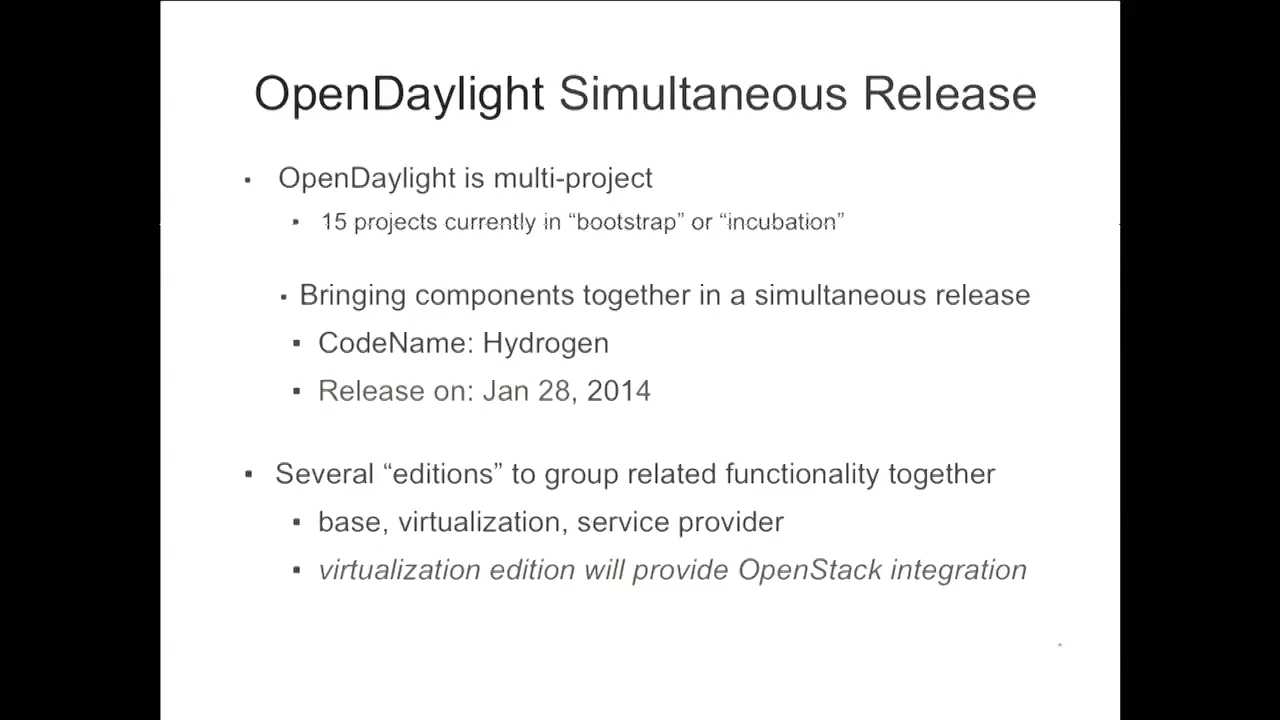 OpenDaylight Simultaneous Release
▪ OpenDaylight is multi-project
▪ 15 projects currently in “bootstrap” or “incubation”
▪ Bringing components together in a simultaneous release
▪ CodeName: Hydrogen
▪ Release on: Jan 28, 2014
▪ Several “editions” to group related functionality together
▪ base, virtualization, service provider
▪ virtualization edition will provide OpenStack integration